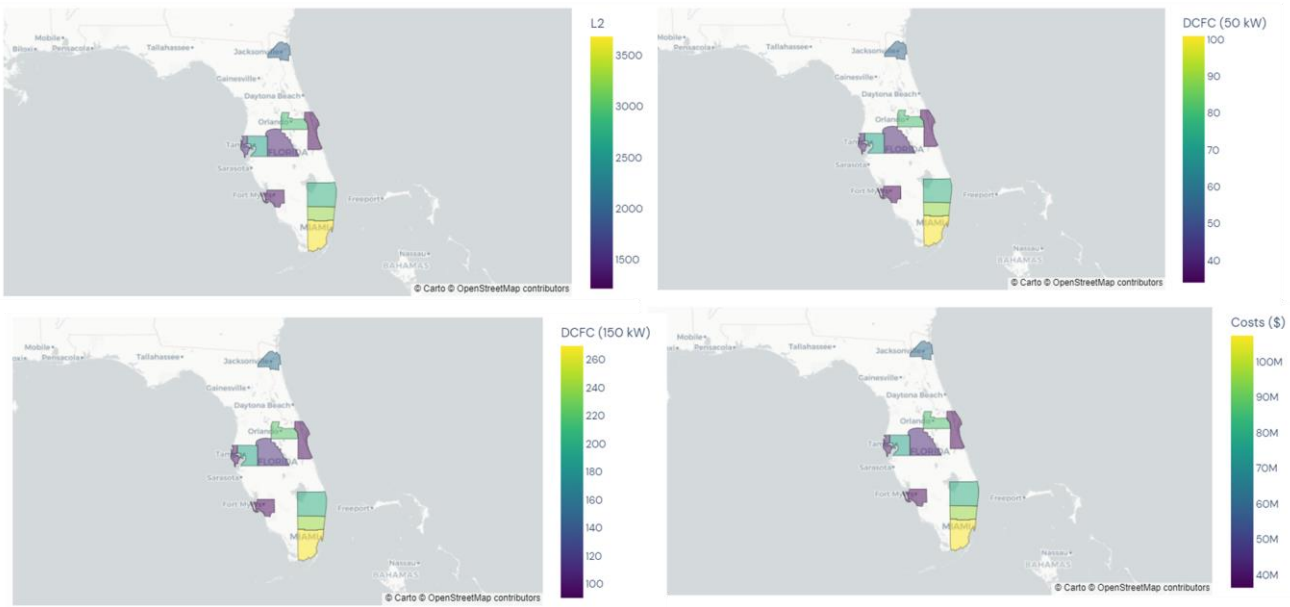 L2
3500
3000
2500
2000
1500
Mobile
Biloxi
Pensacola
Tallahassee
Jacksonville
Gainesville
Daytona Beach
Orlando
FLORIDA
Sarasota
Fort Myers
Freeport
MIAMI
Nassau
BAHAMAS
© Carto © OpenStreetMap contributors
DCFC (50 kW)
100
90
80
70
60
50
40
Mobile
Pensacola
Tallahassee
Jacksonville
Gainesville
Daytona Beach
Orlando
FLORIDA
Sarasota
Fort Myers
Freeport
MIAMI
Nassau
BAHAMAS
© Carto © OpenStreetMap contributors
DCFC (150 kW)
260
240
220
200
180
160
140
120
100
Mobile
Pensacola
Tallahassee
Jacksonville
Gainesville
Daytona Beach
Orlando
FLORIDA
Sarasota
Fort Myers
Freeport
MIAMI
Nassau
BAHAMAS
© Carto © OpenStreetMap contributors
Costs ($)
100M
90M
80M
70M
60M
50M
40M
Mobile
Pensacola
Tallahassee
Jacksonville
Gainesville
Daytona Beach
Orlando
FLORIDA
Sarasota
Fort Myers
Freeport
MIAMI
Nassau
BAHAMAS
© Carto © OpenStreetMap contributors